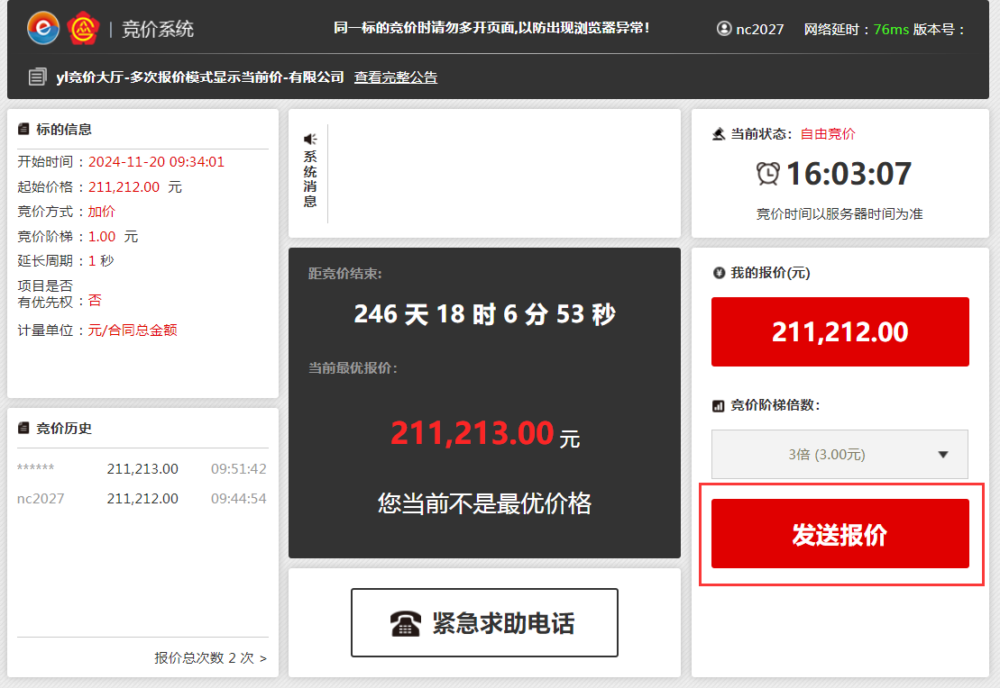 竞价系统
同一标的竞价时请勿多开页面,以防出现浏览器异常!
nc2027 网络延时：76ms 版本号：
yl竞价大厅-多次报价模式显示当前价-有限公司 查看完整公告
标的信息
开始时间：2024-11-20 09:34:01
起始价格：211,212.00 元
竞价方式：加价
竞价阶梯：1.00 元
延长周期：1 秒
项目是否
有优先权：否
计量单位：元/合同总金额
竞价历史
****** 211,213.00 09:51:42
nc2027 211,212.00 09:44:54
报价总次数 2 次 >
系统消息
距竞价结束:
246 天 18 时 6 分 53 秒
当前最优报价:
211,213.00 元
您当前不是最优价格
紧急求助电话
当前状态: 自由竞价
16:03:07
竞价时间以服务器时间为准
我的报价(元)
211,212.00
竞价阶梯倍数:
3倍 (3.00元)
发送报价